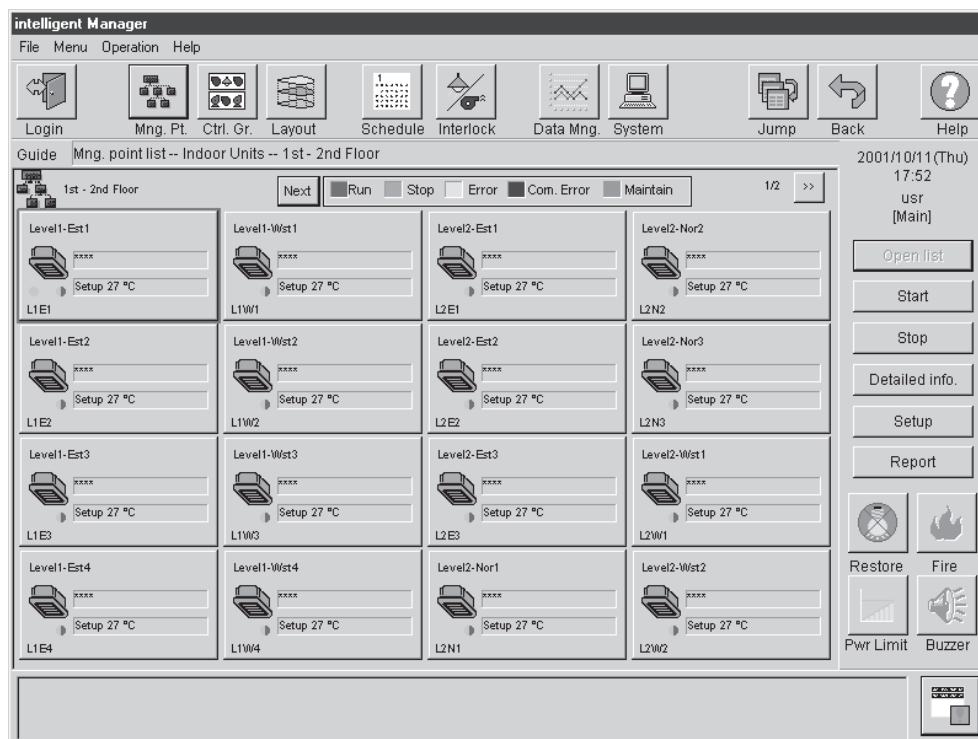 intelligent Manager
File Menu Operation Help
Login Mng. Pt. Ctrl. Gr. Layout Schedule Interlock Data Mng. System Jump Back Help
Guide Mng. point list -- Indoor Units -- 1st - 2nd Floor
2001/10/11(Thu)
17:52
usr
[Main]
1st - 2nd Floor Next Run Stop Error Com. Error Maintain 1/2 >>
Level1-Est1 Level1-Wst1 Level2-Est1 Level2-Nor2
**** **** **** ****
Setup 27 °C Setup 27 °C Setup 27 °C Setup 27 °C
L1E1 L1W1 L2E1 L2N2
Level1-Est2 Level1-Wst2 Level2-Est2 Level2-Nor3
**** **** **** ****
Setup 27 °C Setup 27 °C Setup 27 °C Setup 27 °C
L1E2 L1W2 L2E2 L2N3
Level1-Est3 Level1-Wst3 Level2-Est3 Level2-Wst1
**** **** **** ****
Setup 27 °C Setup 27 °C Setup 27 °C Setup 27 °C
L1E3 L1W3 L2E3 L2W1
Level1-Est4 Level1-Wst4 Level2-Nor1 Level2-Wst2
**** **** **** ****
Setup 27 °C Setup 27 °C Setup 27 °C Setup 27 °C
L1E4 L1W4 L2N1 L2W2
Open list
Start
Stop
Detailed info.
Setup
Report
Restore Fire
Pwr Limit Buzzer